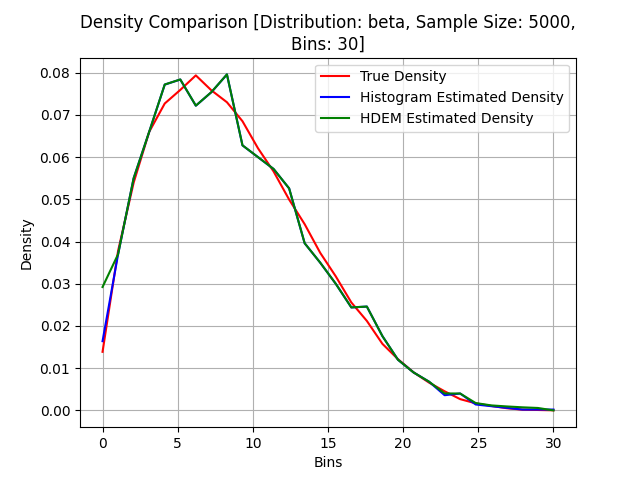 Density Comparison [Distribution: beta, Sample Size: 5000,
Bins: 30]
True Density
Histogram Estimated Density
HDEM Estimated Density
0.08
0.07
0.06
0.05
0.04
0.03
0.02
0.01
0.00
Density
0
5
10
15
20
25
30
Bins